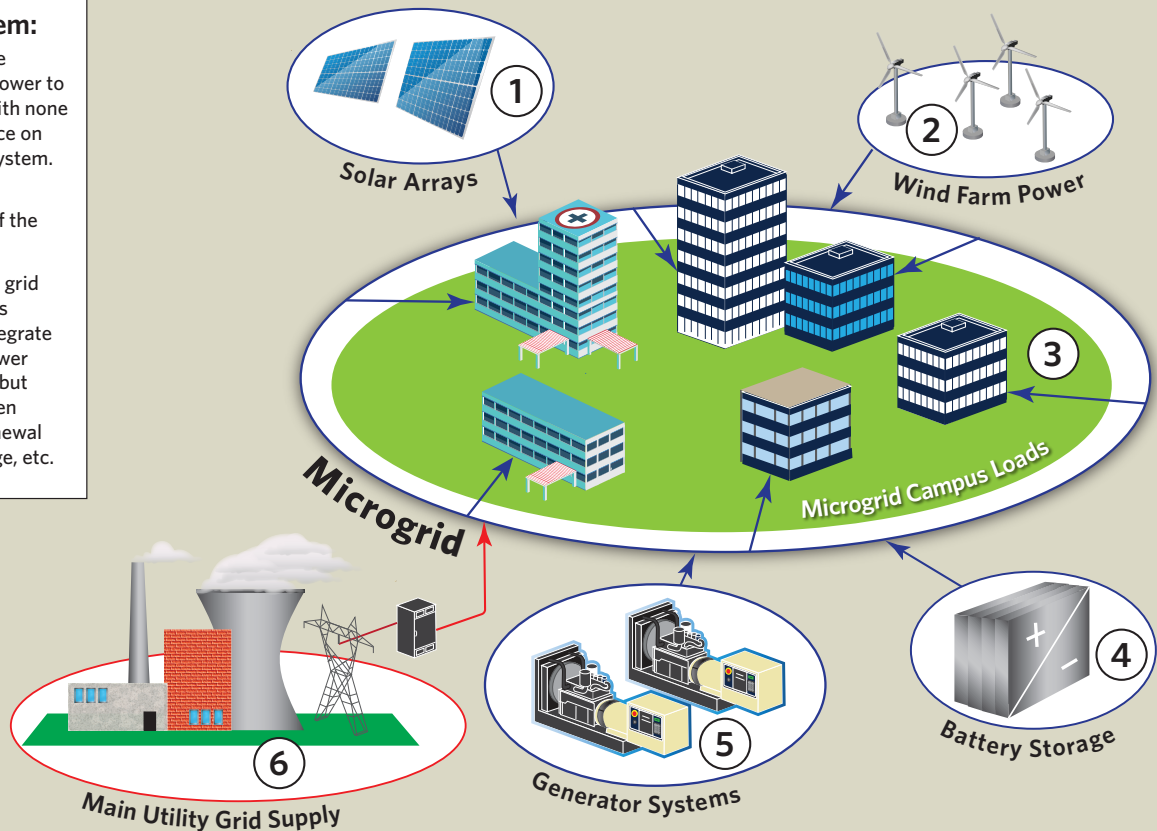 em:
e
ower to
ith none
ce on
ystem.
f the
grid
s
egrate
wer
but
en
newal
ge, etc.
1
Solar Arrays
2
Wind Farm Power
3
Microgrid Campus Loads
Microgrid
4
Battery Storage
5
Generator Systems
6
Main Utility Grid Supply
+
-